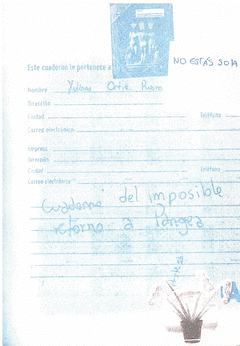 NO ESTÁS SOLA
Este cuaderno le pertenece a
Nombre Yuliana Ortiz Ruano
Dirección
Ciudad Teléfono
Correo electrónico
Empresa
Dirección
Ciudad Teléfono
Correo electrónico
Cuaderno del imposible
retorno a Pangea